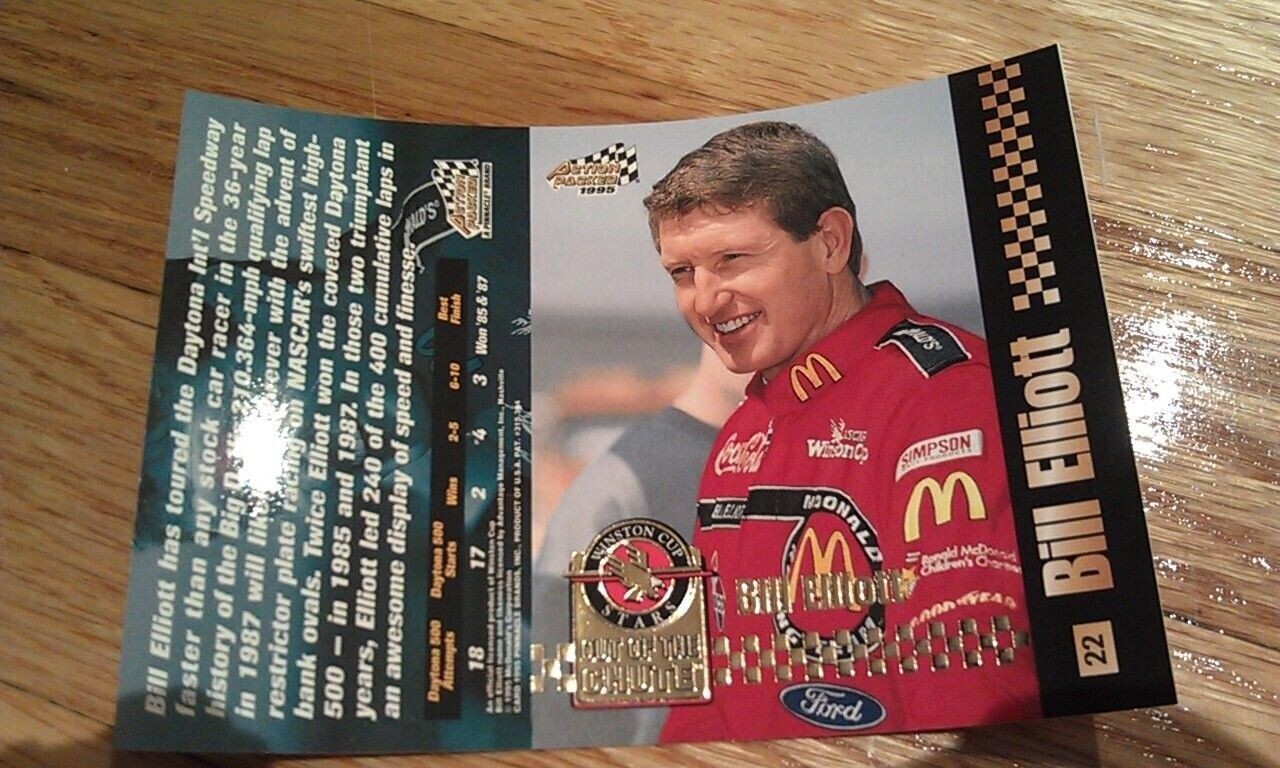 Bill Elliott has toured the Daytona Int'l Speedway
faster than any stock car racer in the 36-year
history of the Big D. 210.364-mph qualifying lap
in 1987 will likely never with the advent of
restrictor plate racing on NASCAR's swiftest high-
bank ovals. Twice Elliott won the coveted Daytona
500 – in 1985 and 1987. In those two triumphant
years, Elliott led 240 of the 400 cumulative laps in
an awesome display of speed and finesse.
Daytona 500 Attempts Daytona 500 Starts Wins 2-5 6-10 Best Finish
18 17 2 4 3 Won '85 & '87
ACTION
PACKED
ACTION
PACKED
1995
McDONALD
Coca-Cola
NASCAR
Winston Cup
SIMPSON
Ronald McDonald
Children's Charities
GOODYEAR
WINSTON CUP
STARS
OUT OF THE
CHUTE
Bill Elliott
Ford
Bill Elliott
22